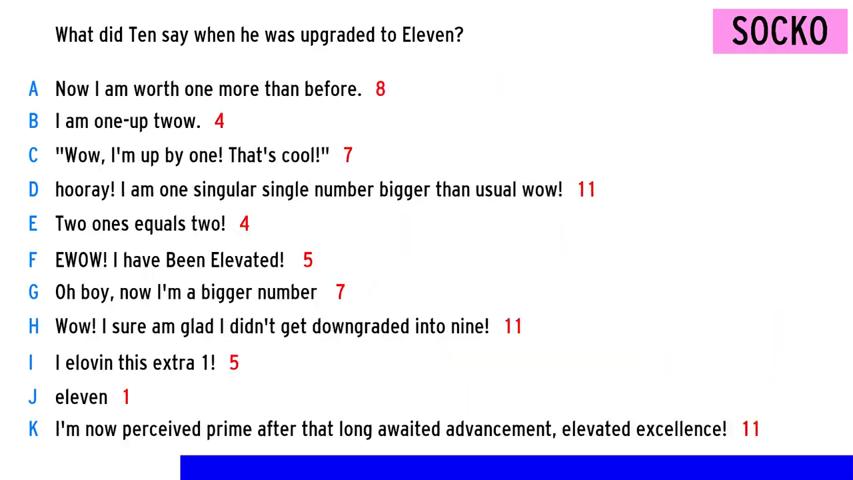 What did Ten say when he was upgraded to Eleven?
SOCKO
A Now I am worth one more than before. 8
B I am one-up twow. 4
C "Wow, I'm up by one! That's cool!" 7
D hooray! I am one singular single number bigger than usual wow! 11
E Two ones equals two! 4
F EWOW! I have Been Elevated! 5
G Oh boy, now I'm a bigger number 7
H Wow! I sure am glad I didn't get downgraded into nine! 11
I I elovin this extra 1! 5
J eleven 1
K I'm now perceived prime after that long awaited advancement, elevated excellence! 11